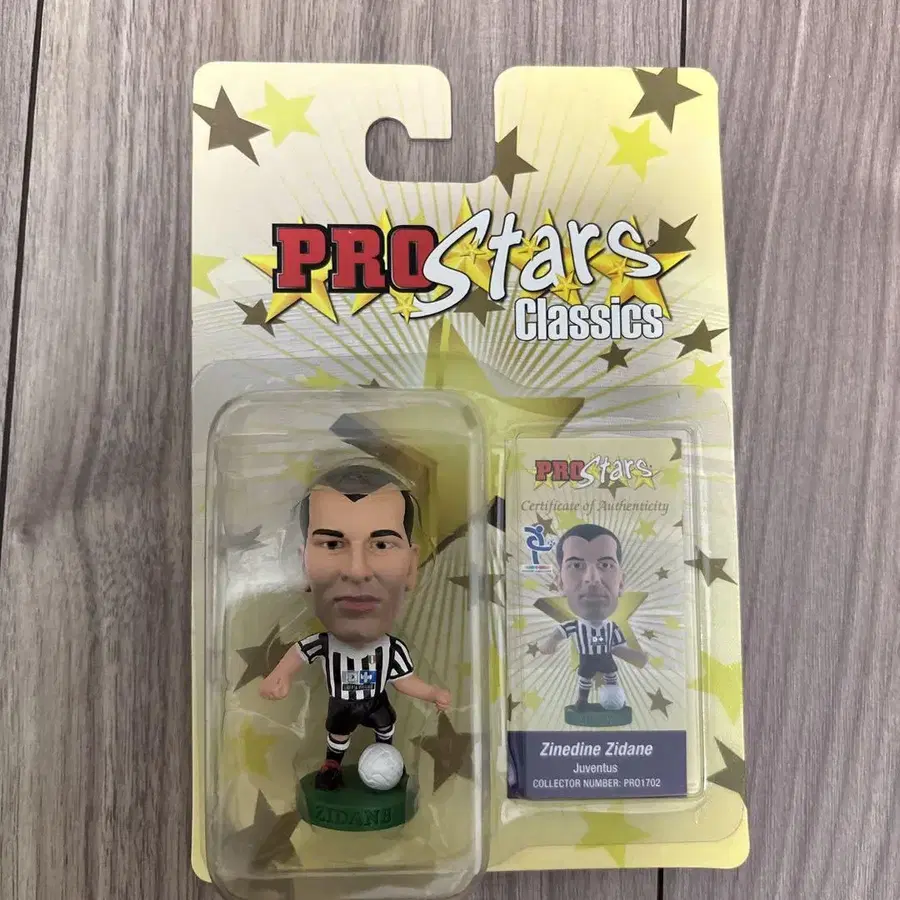 PROStars®
Classics
PROStars
Certificate of Authenticity
ZIDANE
Zinedine Zidane
Juventus
COLLECTOR NUMBER: PRO1702